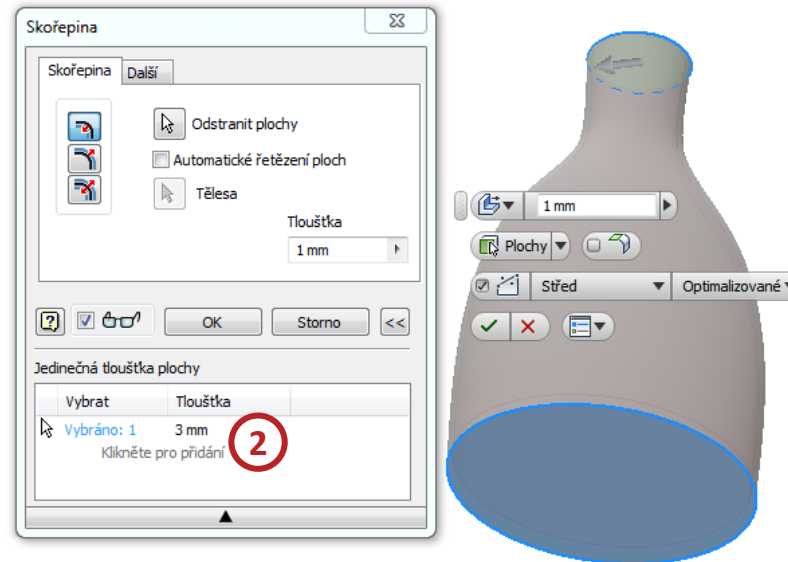 Skořepina
Skořepina Další
Odstranit plochy
Automatické řetězení ploch
Tělesa
Tloušťka
1 mm
OK Storno <<
Jedinečná tloušťka plochy
Vybrat Tloušťka
Vybráno: 1 3 mm
Klikněte pro přidání
2
1 mm
Plochy
Střed Optimalizované